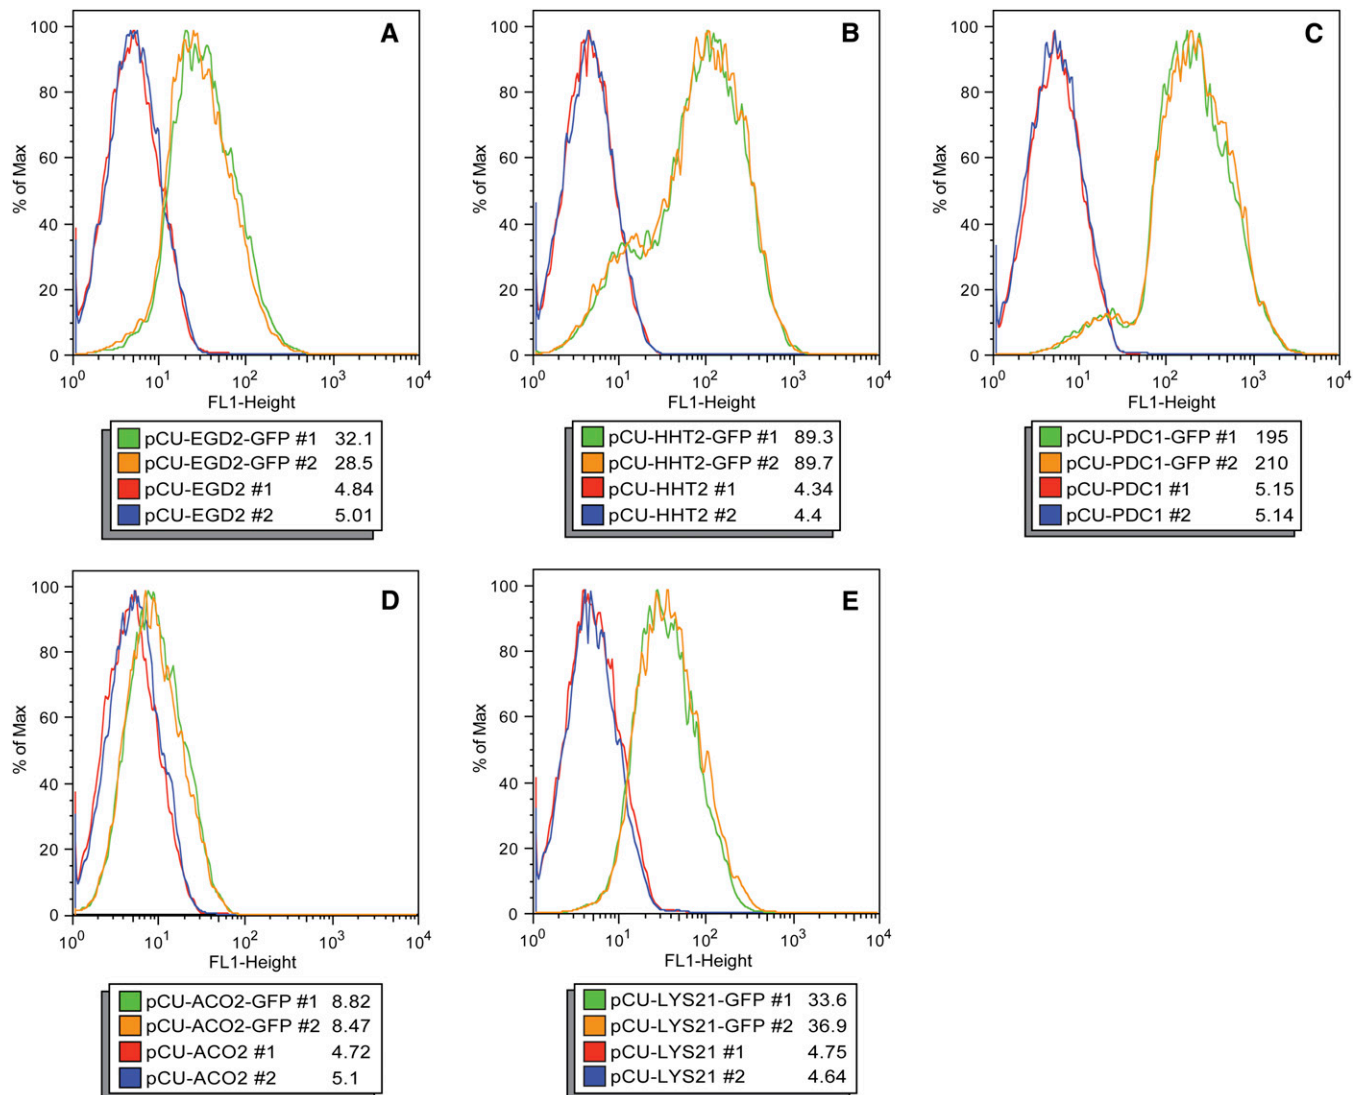 A
% of Max
100
80
60
40
20
0
10^0 10^1 10^2 10^3 10^4
FL1-Height
pCU-EGD2-GFP #1 32.1
pCU-EGD2-GFP #2 28.5
pCU-EGD2 #1 4.84
pCU-EGD2 #2 5.01
B
% of Max
100
80
60
40
20
0
10^0 10^1 10^2 10^3 10^4
FL1-Height
pCU-HHT2-GFP #1 89.3
pCU-HHT2-GFP #2 89.7
pCU-HHT2 #1 4.34
pCU-HHT2 #2 4.4
C
% of Max
100
80
60
40
20
0
10^0 10^1 10^2 10^3 10^4
FL1-Height
pCU-PDC1-GFP #1 195
pCU-PDC1-GFP #2 210
pCU-PDC1 #1 5.15
pCU-PDC1 #2 5.14
D
% of Max
100
80
60
40
20
0
10^0 10^1 10^2 10^3 10^4
FL1-Height
pCU-ACO2-GFP #1 8.82
pCU-ACO2-GFP #2 8.47
pCU-ACO2 #1 4.72
pCU-ACO2 #2 5.1
E
% of Max
100
80
60
40
20
0
10^0 10^1 10^2 10^3 10^4
FL1-Height
pCU-LYS21-GFP #1 33.6
pCU-LYS21-GFP #2 36.9
pCU-LYS21 #1 4.75
pCU-LYS21 #2 4.64